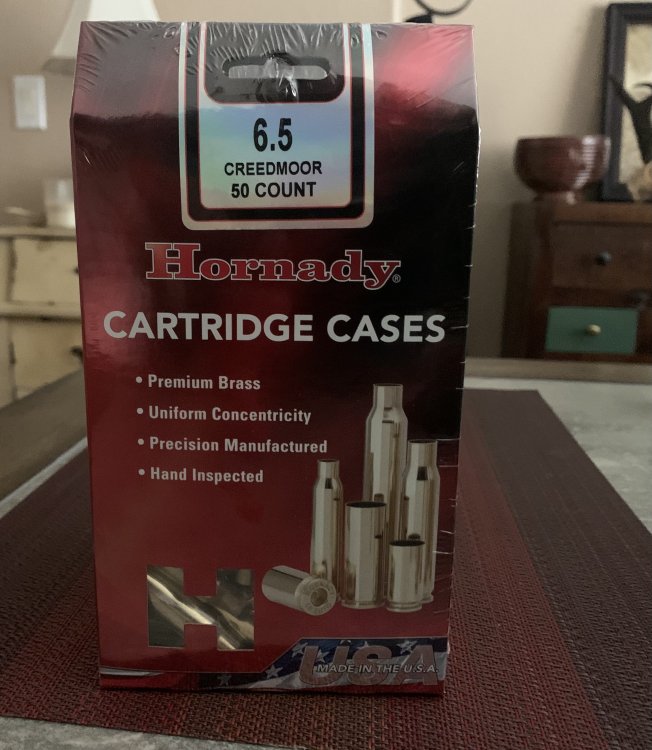 6.5
CREEDMOOR
50 COUNT
Hornady®
CARTRIDGE CASES
• Premium Brass
• Uniform Concentricity
• Precision Manufactured
• Hand Inspected
H
USA
MADE IN THE U.S.A.